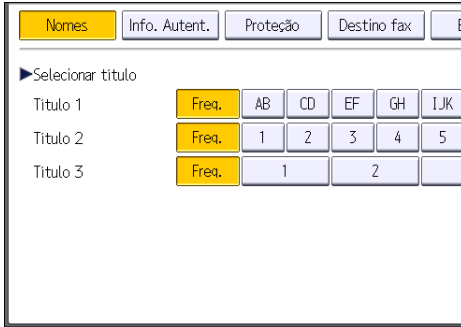 Nomes Info. Autent. Proteção Destino fax
▶Selecionar título
Título 1 Freq. AB CD EF GH IJK
Título 2 Freq. 1 2 3 4 5
Título 3 Freq. 1 2